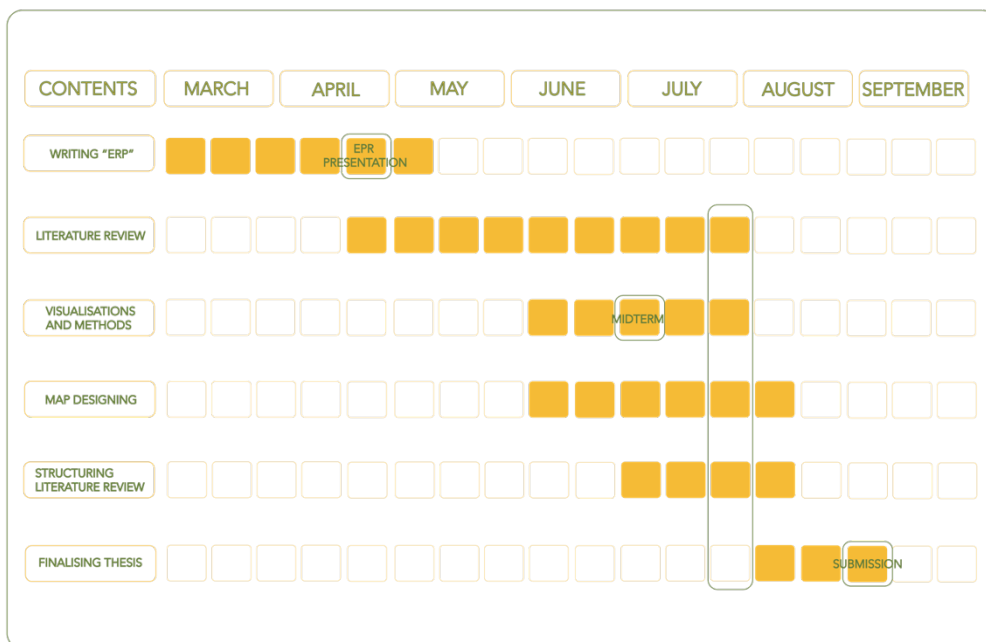 CONTENTS
MARCH
APRIL
MAY
JUNE
JULY
AUGUST
SEPTEMBER
WRITING “ERP”
EPR
PRESENTATION
LITERATURE REVIEW
VISUALISATIONS
AND METHODS
MIDTERM
MAP DESIGNING
STRUCTURING
LITERATURE REVIEW
FINALISING THESIS
SUBMISSION